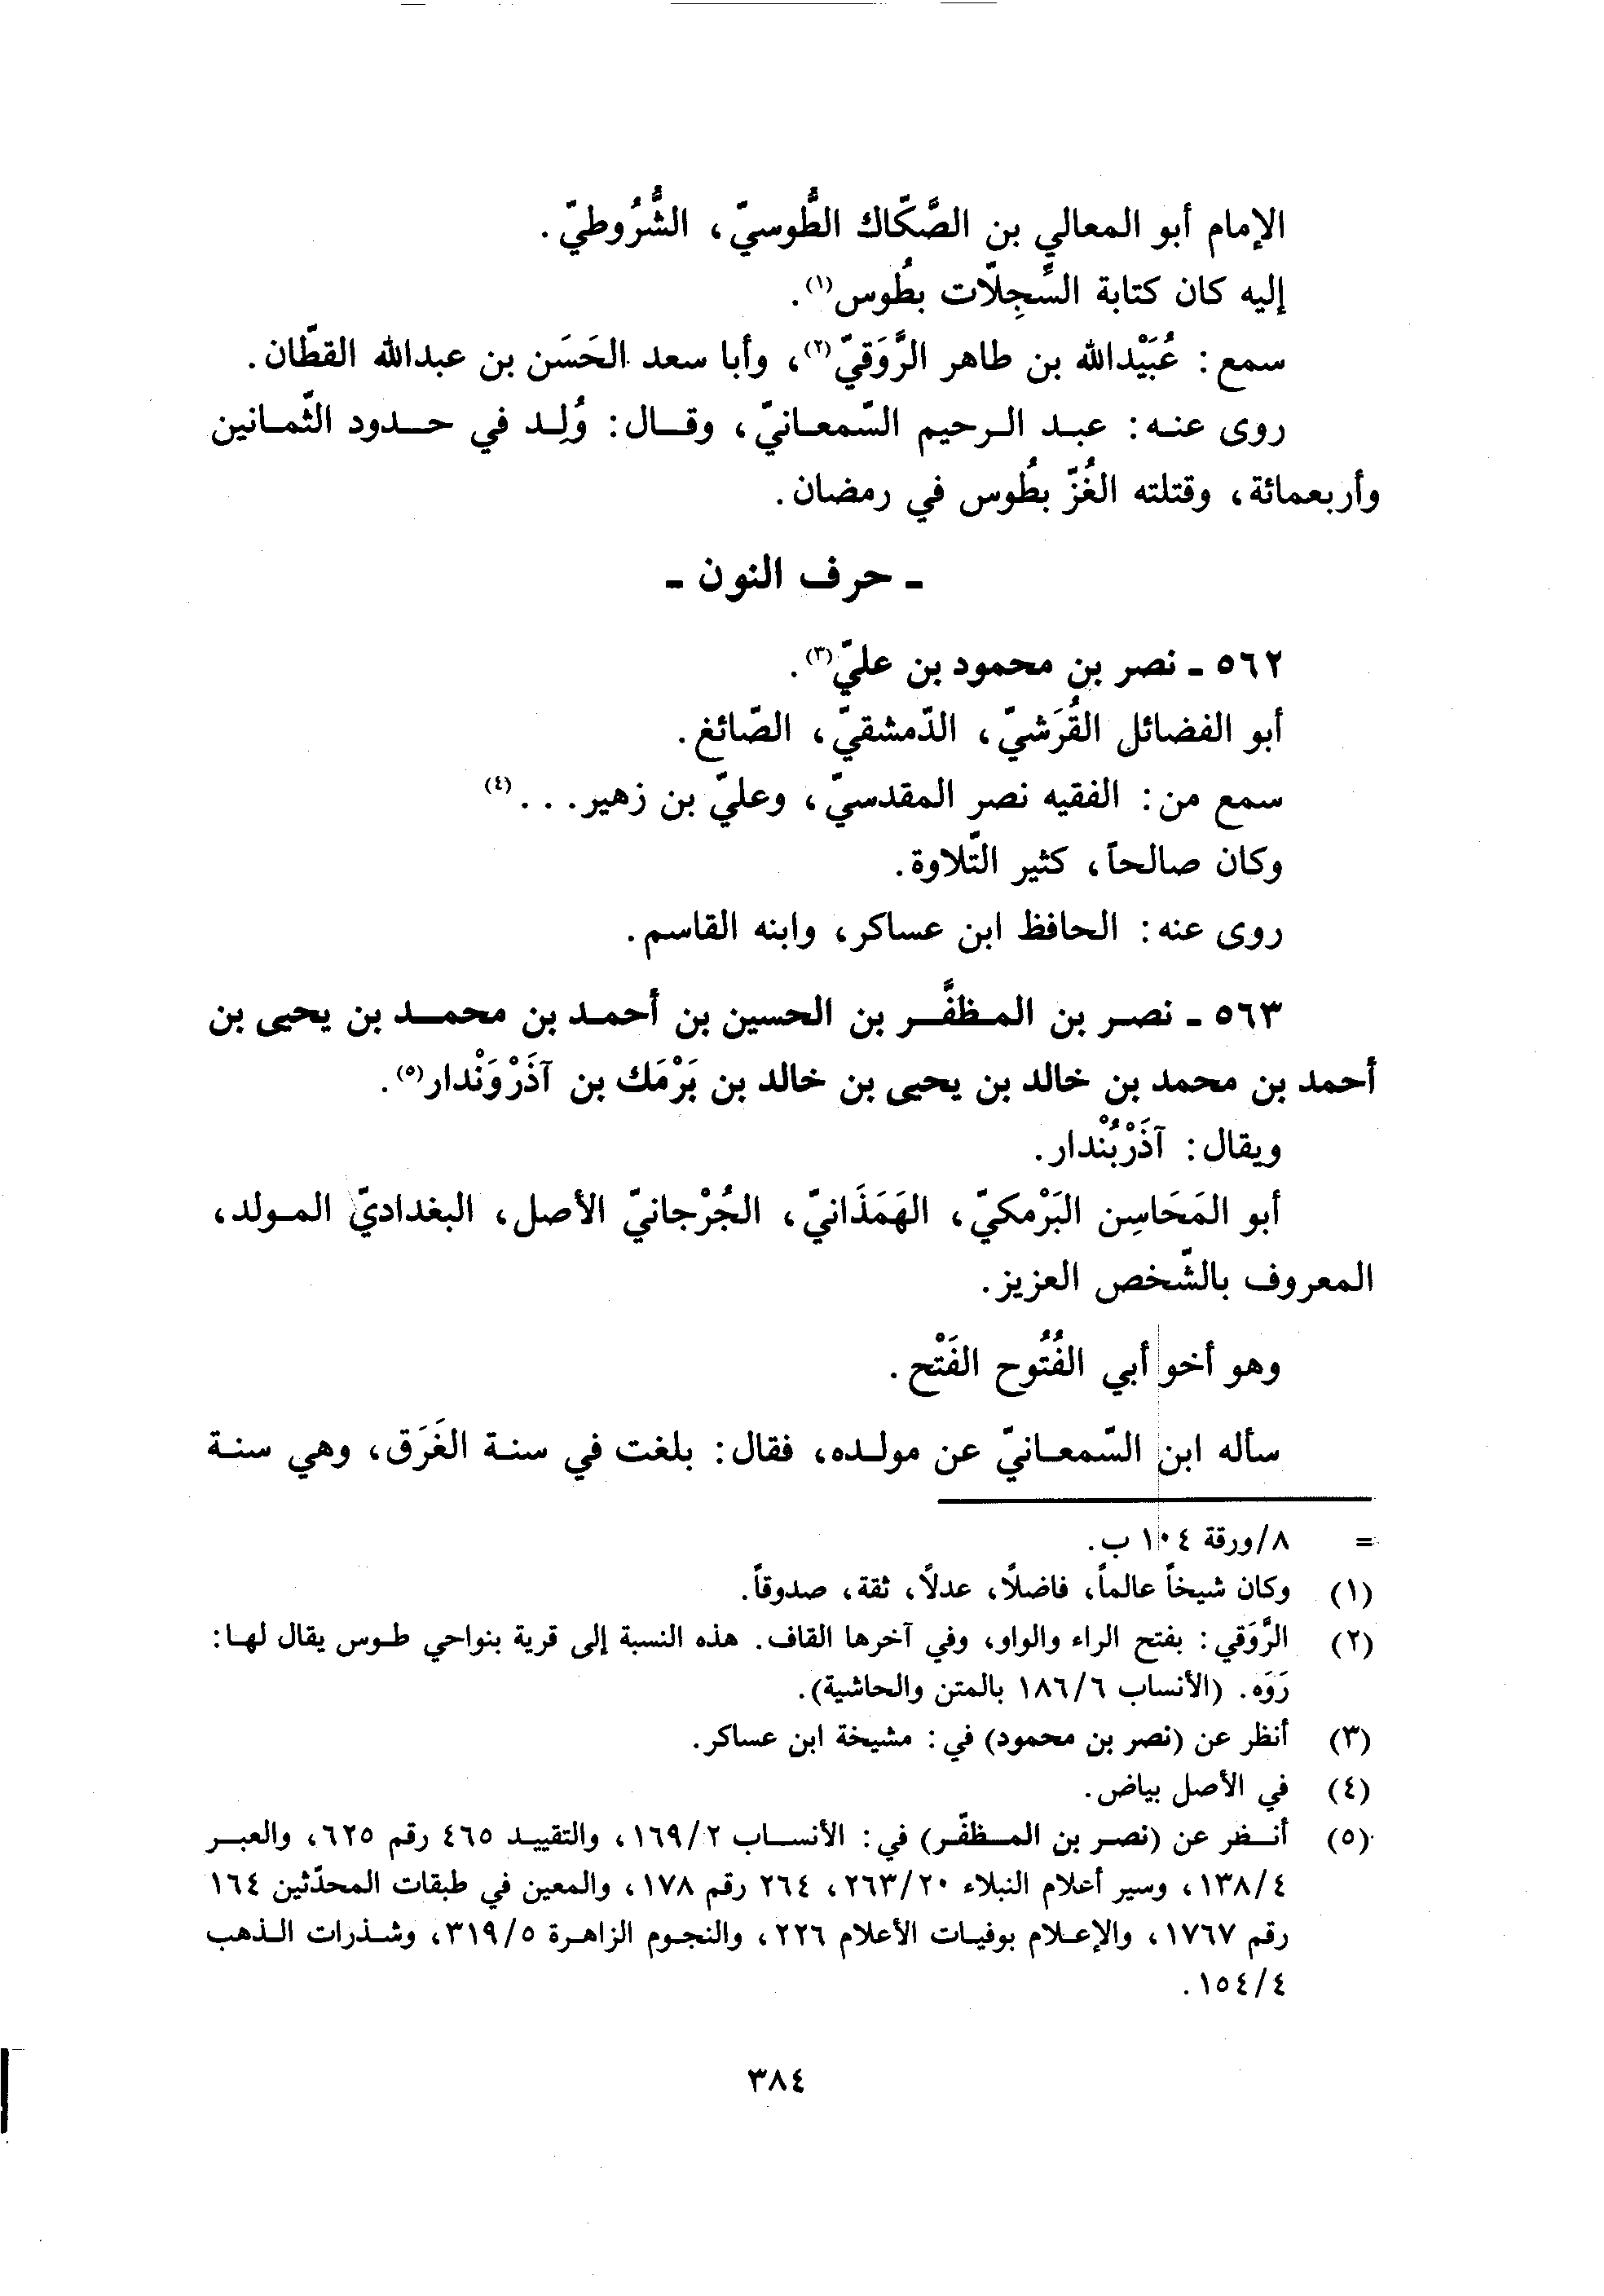 الإمام أبو المعالي بن الصَّكّاك الطُّوسيّ، الشُّرُوطيّ.
إليه كان كتابة السِّجِلّات بطُوس(١).
سمع: عُبَيْدالله بن طاهر الرَّوَقيّ(٢)، وأبا سعد الحَسَن بن عبدالله القطّان.
روى عنه: عبد الرحيم السّمعانيّ، وقال: وُلِد في حدود الثّمانين
وأربعمائة، وقتلته الغُزّ بطُوس في رمضان.
ـ حرف النون ـ
٥٦٢ ـ نصر بن محمود بن عليّ(٣).
أبو الفضائل القُرَشيّ، الدّمشقيّ، الصّائغ.
سمع من: الفقيه نصر المقدسيّ، وعليّ بن زهير...(٤)
وكان صالحاً، كثير التّلاوة.
روى عنه: الحافظ ابن عساكر، وابنه القاسم.
٥٦٣ ـ نصر بن المظفَّر بن الحسين بن أحمد بن محمد بن يحيى بن
أحمد بن محمد بن خالد بن يحيى بن خالد بن بَرْمَك بن آذَرْوَنْدار(٥).
ويقال: آذَرْبُنْدار.
أبو المَحَاسِن البَرْمكيّ، الهَمَذَانيّ، الجُرْجانيّ الأصل، البغداديّ المولد،
المعروف بالشّخص العزيز.
وهو أخو أبي الفُتُوح الفَتْح.
سأله ابن السّمعانيّ عن مولده، فقال: بلغت في سنة الغَرَق، وهي سنة
= ٨/ورقة ١٠٤ ب.
(١) وكان شيخاً عالماً، فاضلاً، عدلاً، ثقة، صدوقاً.
(٢) الرَّوَقي: بفتح الراء والواو، وفي آخرها القاف. هذه النسبة إلى قرية بنواحي طوس يقال لها:
رَوَه. (الأنساب ١٨٦/٦ بالمتن والحاشية).
(٣) أنظر عن (نصر بن محمود) في: مشيخة ابن عساكر.
(٤) في الأصل بياض.
(٥) أنظر عن (نصر بن المظفّر) في: الأنساب ١٦٩/٢، والتقييد ٤٦٥ رقم ٦٢٥، والعبر
١٣٨/٤، وسير أعلام النبلاء ٢٦٣/٢٠، ٢٦٤ رقم ١٧٨، والمعين في طبقات المحدّثين ١٦٤
رقم ١٧٦٧، والإعلام بوفيات الأعلام ٢٢٦، والنجوم الزاهرة ٣١٩/٥، وشذرات الذهب
١٥٤/٤.
٣٨٤